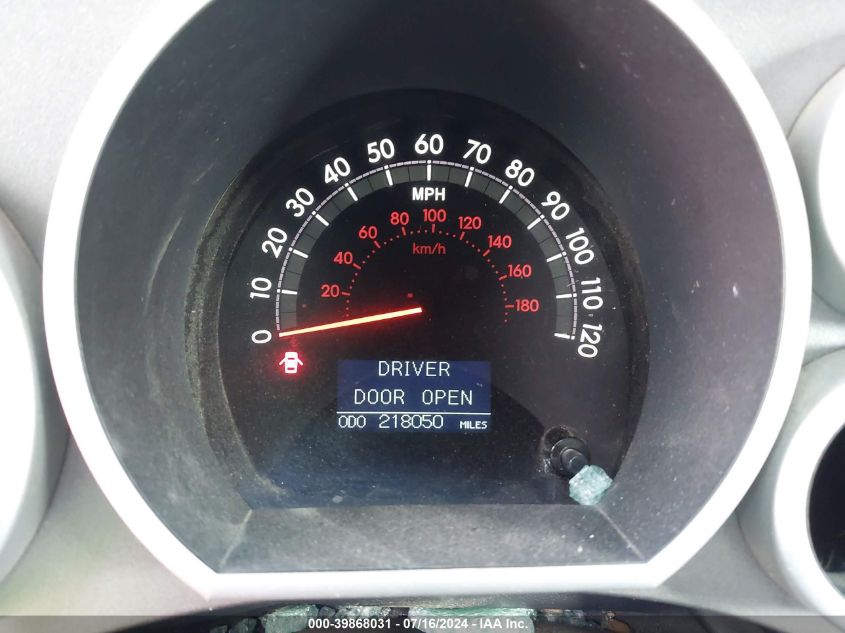 0 10 20 30 40 50 60 70 80 90 100 110 120
MPH
20 40 60 80 100 120 140 160 180
km/h
DRIVER
DOOR OPEN
ODO 218050 MILES
000-39868031 - 07/16/2024 - IAA Inc.